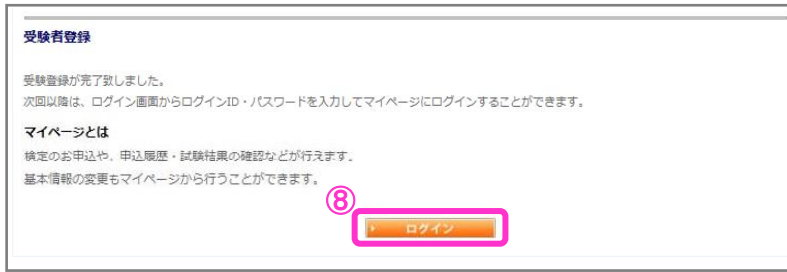 受験者登録
受験登録が完了致しました。
次回以降は、ログイン画面からログインID・パスワードを入力してマイページにログインすることができます。
マイページとは
検定のお申込や、申込履歴・試験結果の確認などが行えます。
基本情報の変更もマイページから行うことができます。
⑧
ログイン